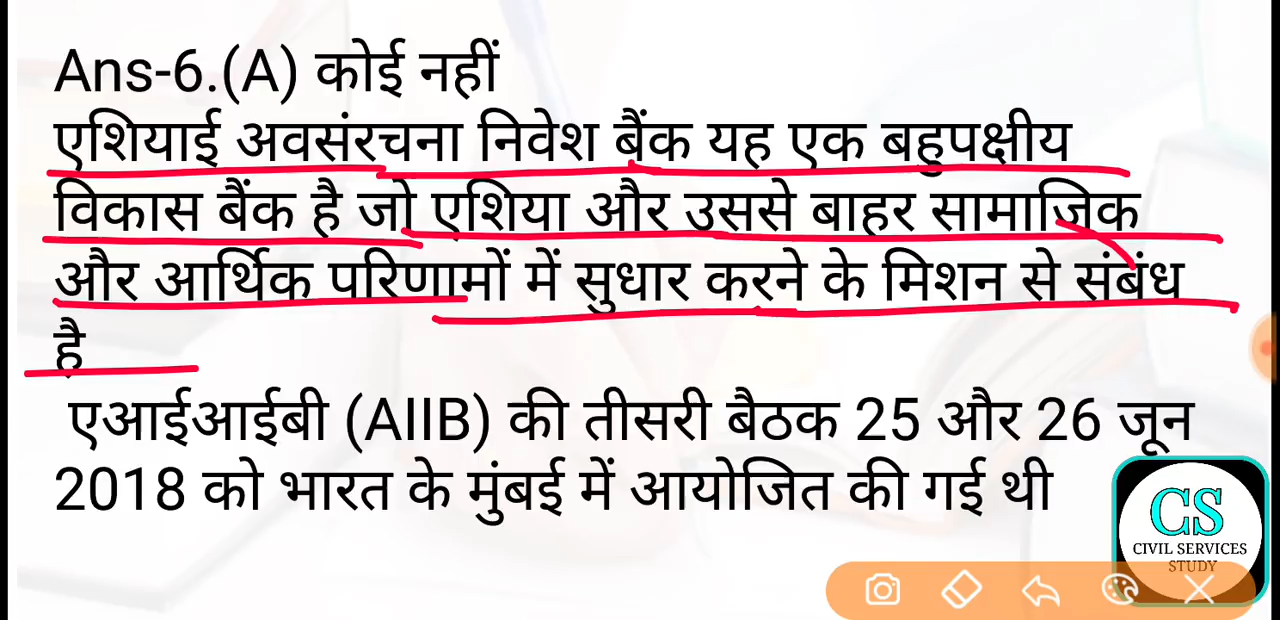 Ans-6.(A) कोई नहीं
एशियाई अवसंरचना निवेश बैंक यह एक बहुपक्षीय
विकास बैंक है जो एशिया और उससे बाहर सामाजिक
और आर्थिक परिणामों में सुधार करने के मिशन से संबंध
है
एआईआईबी (AIIB) की तीसरी बैठक 25 और 26 जून
2018 को भारत के मुंबई में आयोजित की गई थी
CS
CIVIL SERVICES
STUDY